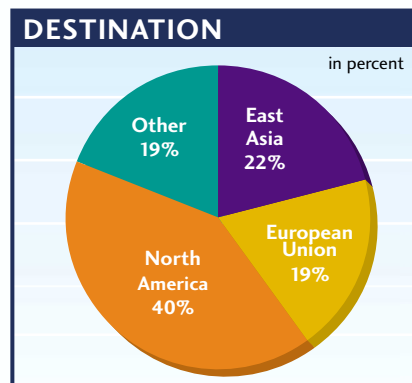 DESTINATION
in percent
East
Asia
22%
European
Union
19%
North
America
40%
Other
19%